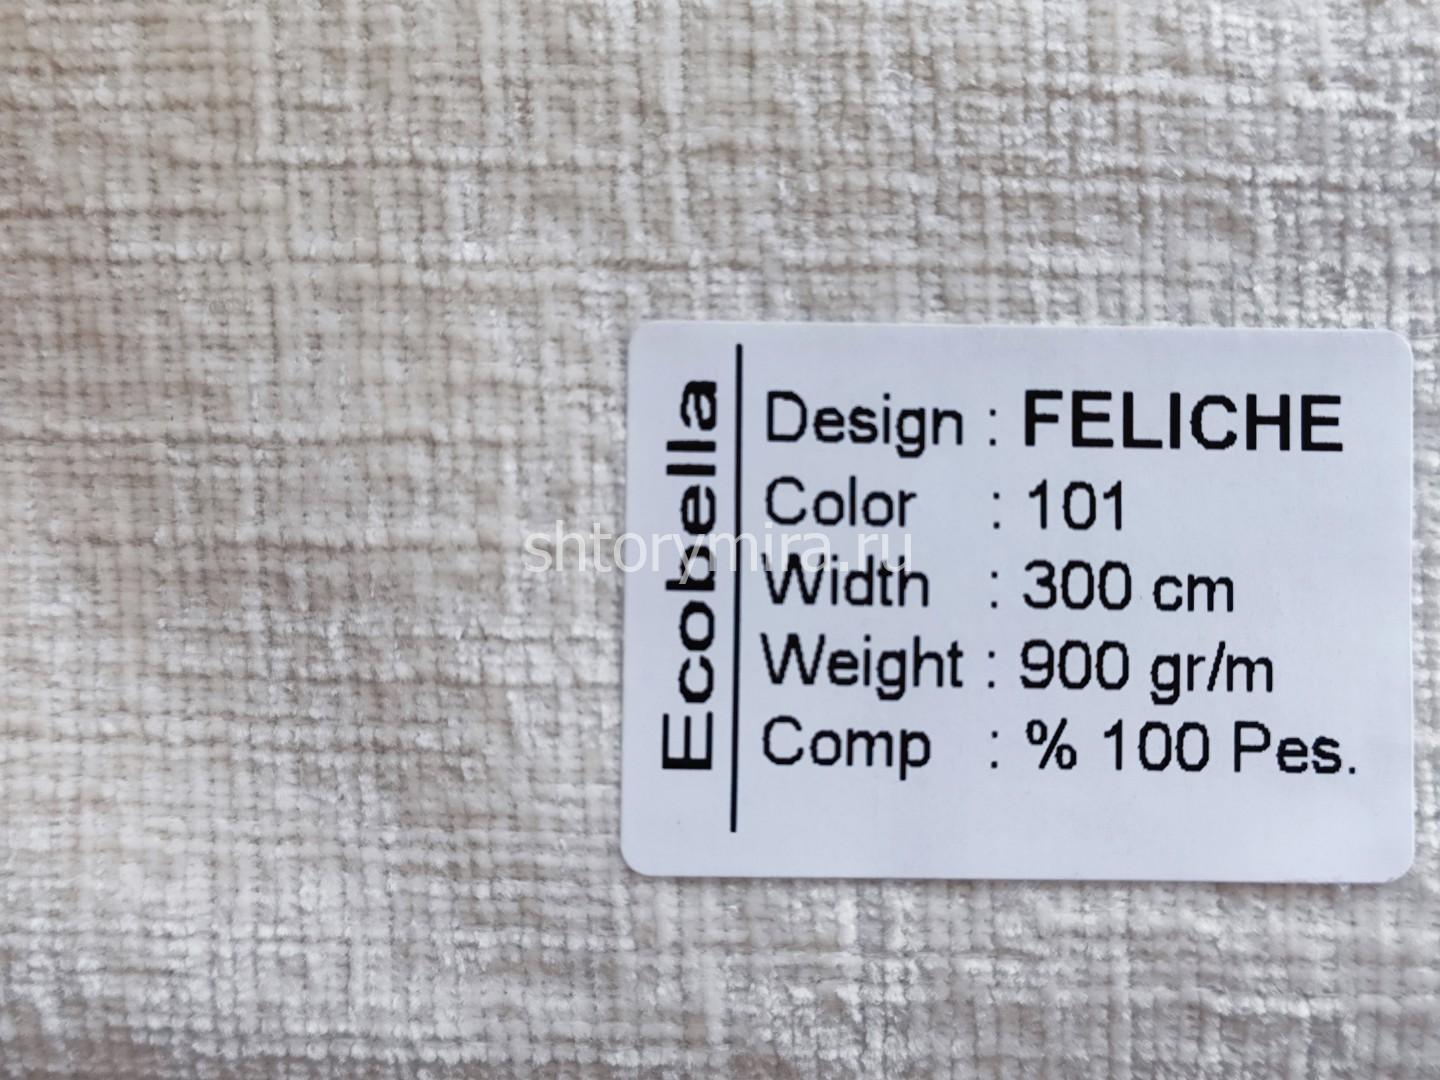 Ecobella
Design : FELICHE
Color : 101
Width : 300 cm
Weight : 900 gr/m
Comp : % 100 Pes.
shtorymira.ru